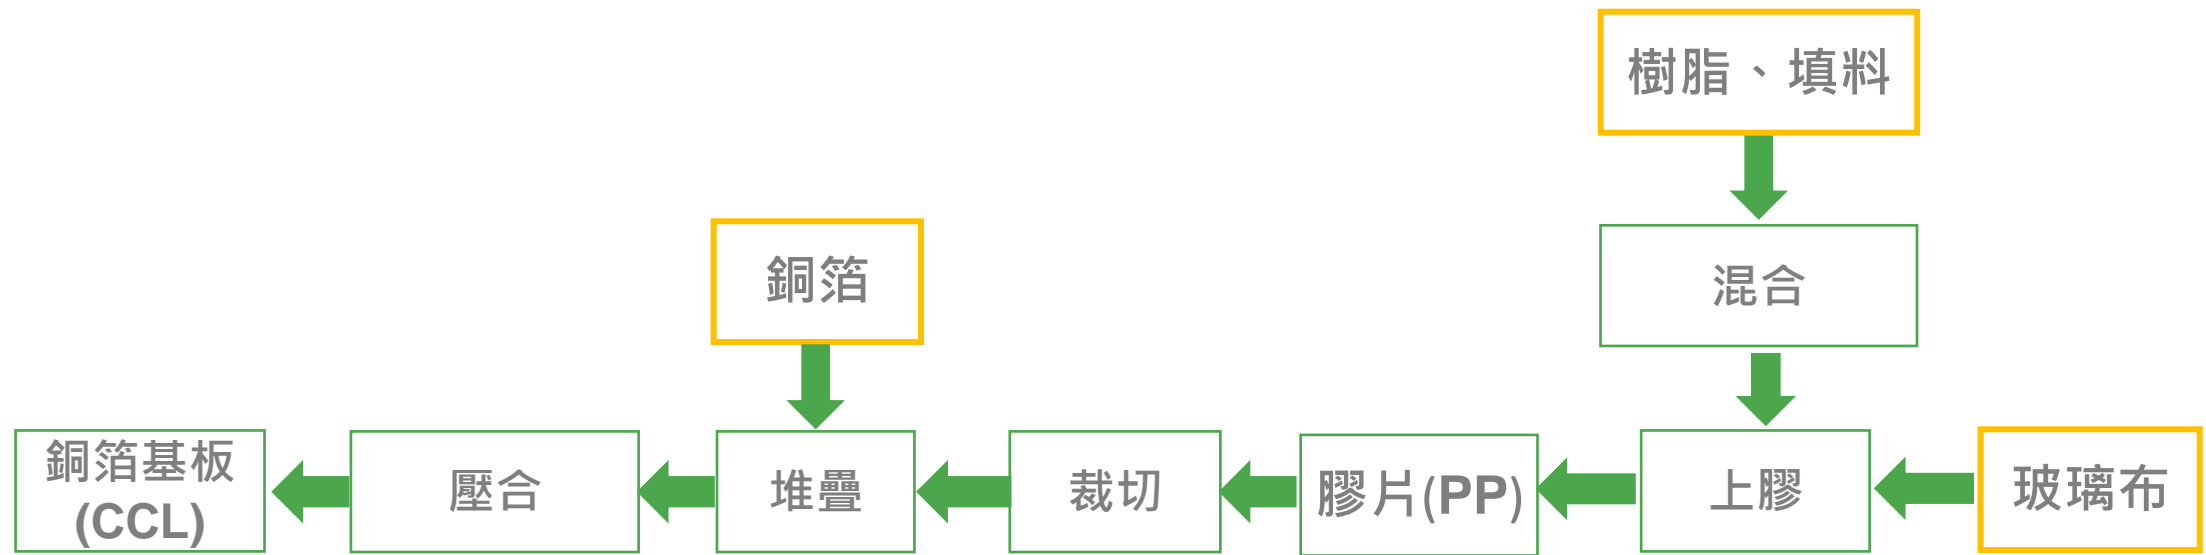 樹脂、填料
銅箔
混合
銅箔基板
(CCL)
壓合
堆疊
裁切
膠片(PP)
上膠
玻璃布